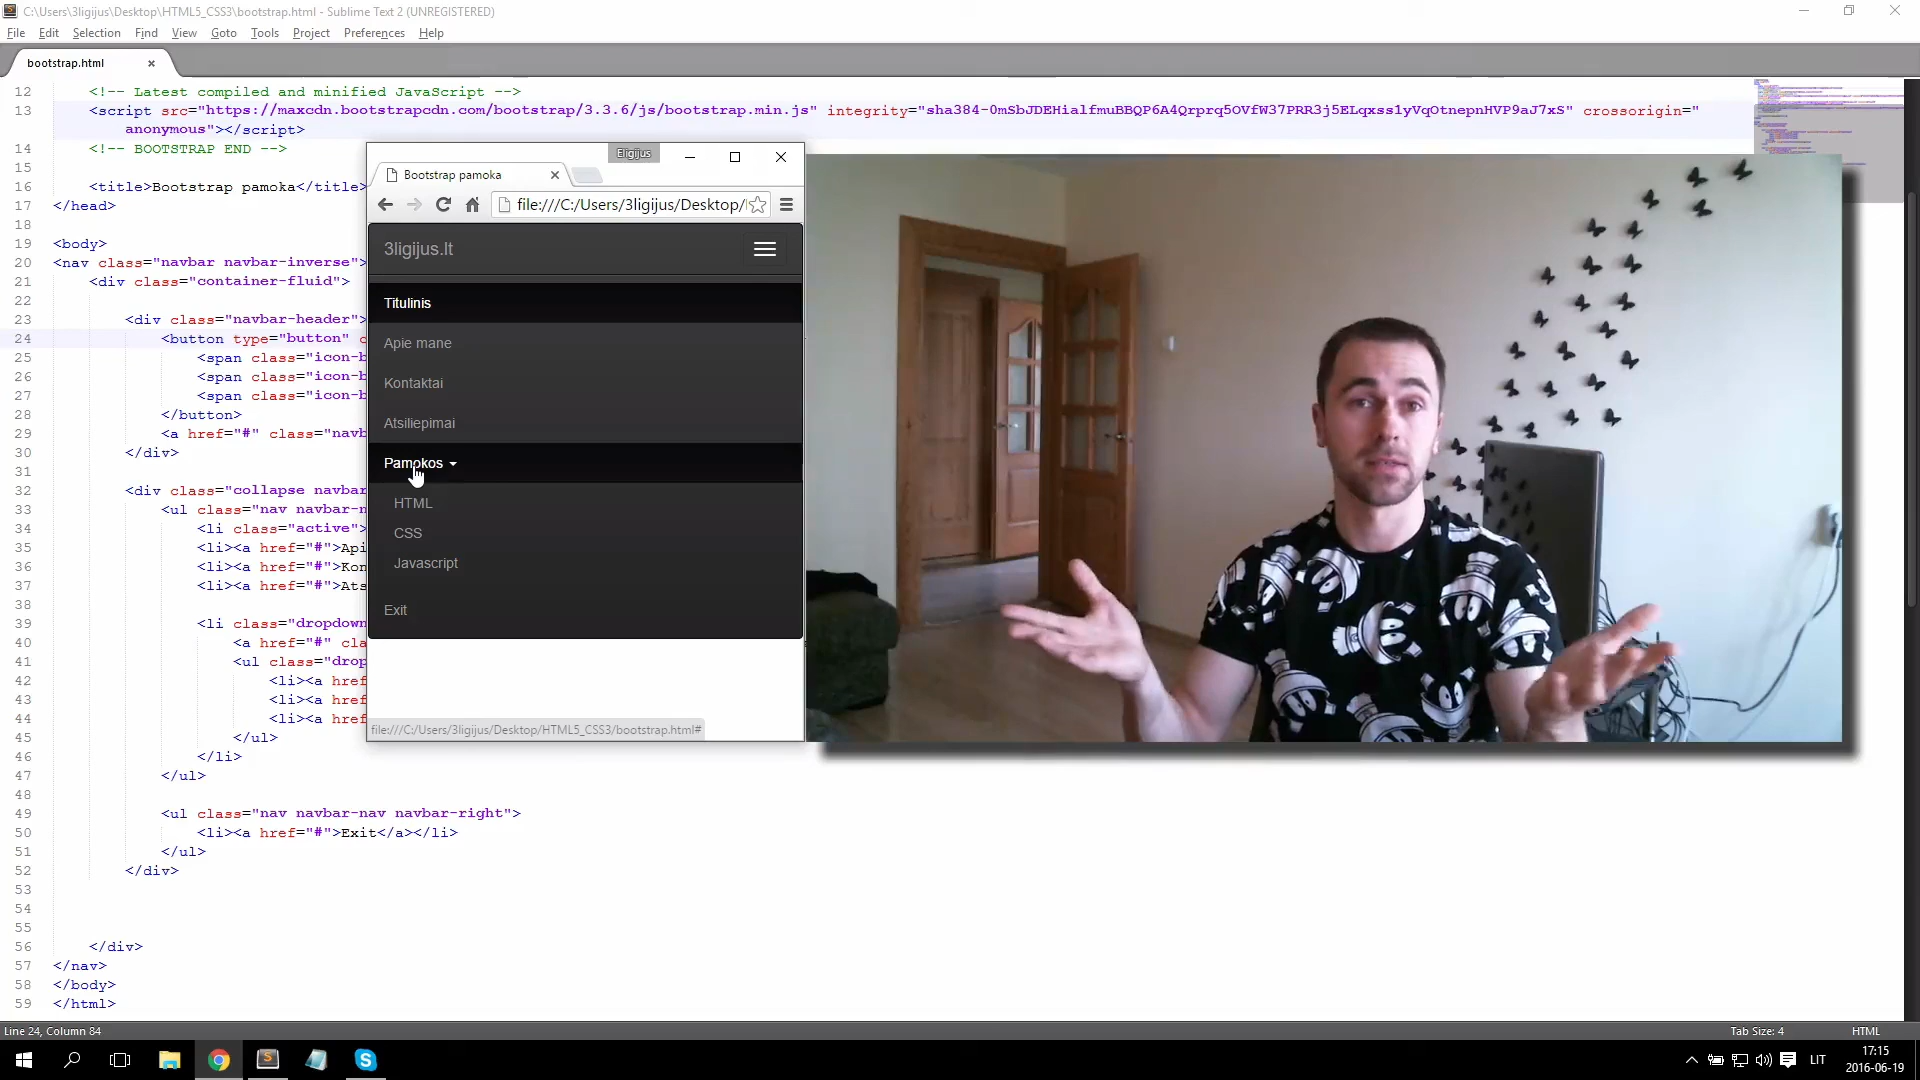 C:\Users\3ligijus\Desktop\HTML5_CSS3\bootstrap.html - Sublime Text 2 (UNREGISTERED)
File Edit Selection Find View Goto Tools Project Preferences Help
bootstrap.html
12 <!-- Latest compiled and minified JavaScript -->
13 <script src="https://maxcdn.bootstrapcdn.com/bootstrap/3.3.6/js/bootstrap.min.js" integrity="sha384-0mSbJDEHialfmuBBQP6A4Qrprq5OVfW37PRR3j5ELqxss1yVqOtnepnHVP9aJ7xS" crossorigin="
anonymous"></script>
14 <!-- BOOTSTRAP END -->
15
16 <title>Bootstrap pamoka</title>
17 </head>
18
19 <body>
20 <nav class="navbar navbar-inverse">
21 <div class="container-fluid">
22
23 <div class="navbar-header">
24 <button type="button" c
25 <span class="icon-b
26 <span class="icon-b
27 <span class="icon-b
28 </button>
29 <a href="#" class="navb
30 </div>
31
32 <div class="collapse navbar
33 <ul class="nav navbar-n
34 <li class="active">
35 <li><a href="#">Api
36 <li><a href="#">Kon
37 <li><a href="#">Ats
38
39 <li class="dropdown
40 <a href="#" cla
41 <ul class="drop
42 <li><a href
43 <li><a href
44 <li><a href
45 </ul>
46 </li>
47 </ul>
48
49 <ul class="nav navbar-nav navbar-right">
50 <li><a href="#">Exit</a></li>
51 </ul>
52 </div>
53
54
55
56 </div>
57 </nav>
58 </body>
59 </html>
Eligijus
Bootstrap pamoka
file:///C:/Users/3ligijus/Desktop/
3ligijus.lt
Titulinis
Apie mane
Kontaktai
Atsiliepimai
Pamokos
HTML
CSS
Javascript
Exit
file:///C:/Users/3ligijus/Desktop/HTML5_CSS3/bootstrap.html#
Line 24, Column 84 Tab Size: 4 HTML
LIT 17:15
2016-06-19